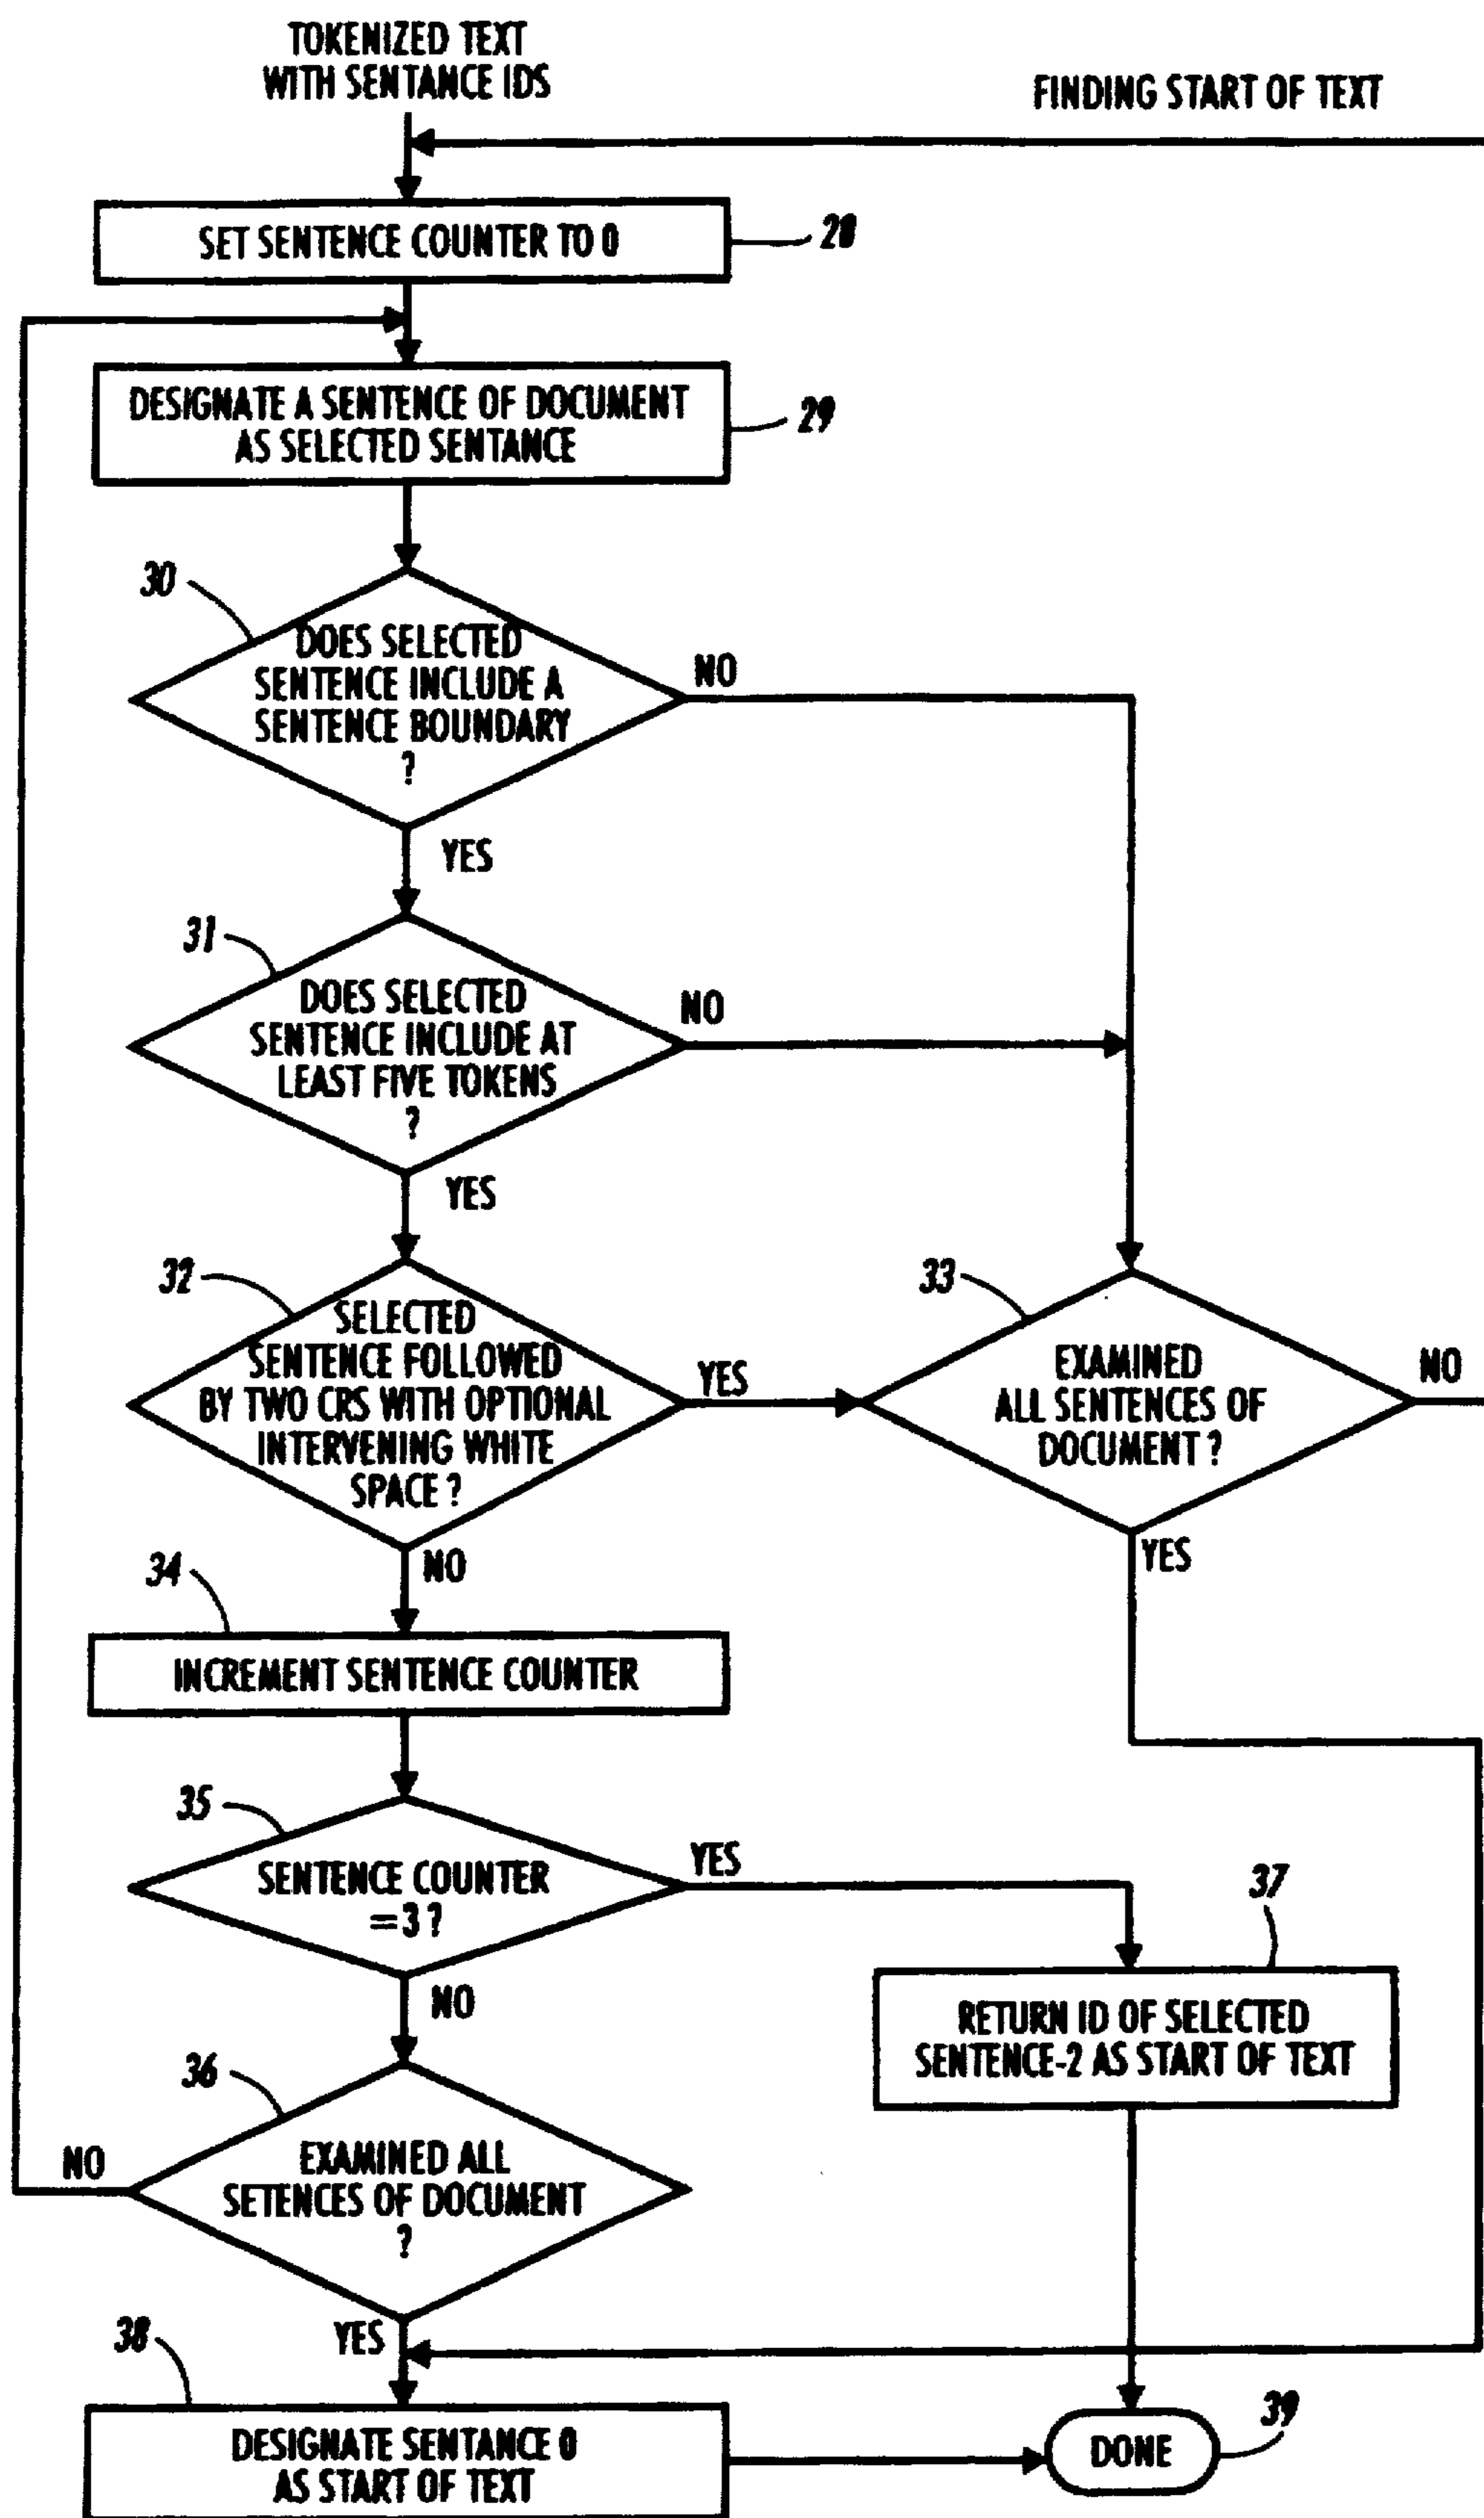 TOKENIZED TEXT
WITH SENTANCE IDS
FINDING START OF TEXT
SET SENTENCE COUNTER TO 0
28
DESIGNATE A SENTENCE OF DOCUMENT
AS SELECTED SENTANCE
29
30
DOES SELECTED
SENTENCE INCLUDE A
SENTENCE BOUNDARY
?
NO
YES
31
DOES SELECTED
SENTENCE INCLUDE AT
LEAST FIVE TOKENS
?
NO
YES
32
SELECTED
SENTENCE FOLLOWED
BY TWO CRS WITH OPTIONAL
INTERVENING WHITE
SPACE ?
YES
NO
33
EXAMINED
ALL SENTENCES OF
DOCUMENT ?
NO
YES
34
INCREMENT SENTENCE COUNTER
35
SENTENCE COUNTER
=3 ?
YES
NO
37
RETURN ID OF SELECTED
SENTENCE-2 AS START OF TEXT
36
EXAMINED ALL
SETENCES OF DOCUMENT
?
NO
YES
38
DESIGNATE SENTANCE 0
AS START OF TEXT
DONE
39